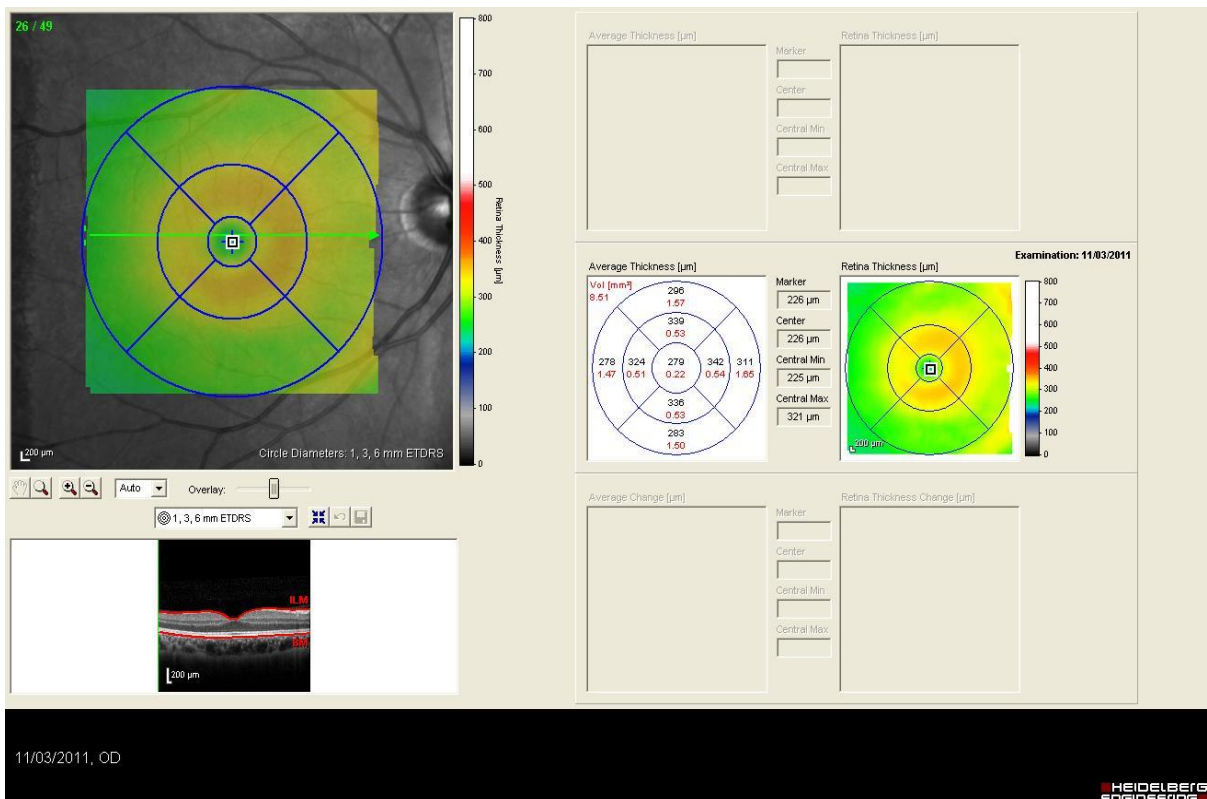 26 / 49
800
700
600
500
400
300
200
100
0
Retina Thickness [µm]
200 µm
Circle Diameters: 1, 3, 6 mm ETDRS
Auto
Overlay:
1, 3, 6 mm ETDRS
ILM
BM
200 µm
Average Thickness [µm]
Marker
Center
Central Min
Central Max
Retina Thickness [µm]
Examination: 11/03/2011
Average Thickness [µm]
Vol [mm³]
8.51
296
1.57
339
0.53
278 324 279 342 311
1.47 0.51 0.22 0.54 1.65
336
0.53
283
1.50
Marker
226 µm
Center
226 µm
Central Min
225 µm
Central Max
321 µm
Retina Thickness [µm]
200 µm
800
700
600
500
400
300
200
100
0
Average Change [µm]
Marker
Center
Central Min
Central Max
Retina Thickness Change [µm]
11/03/2011, OD
HEIDELBERG
ENGINEERING